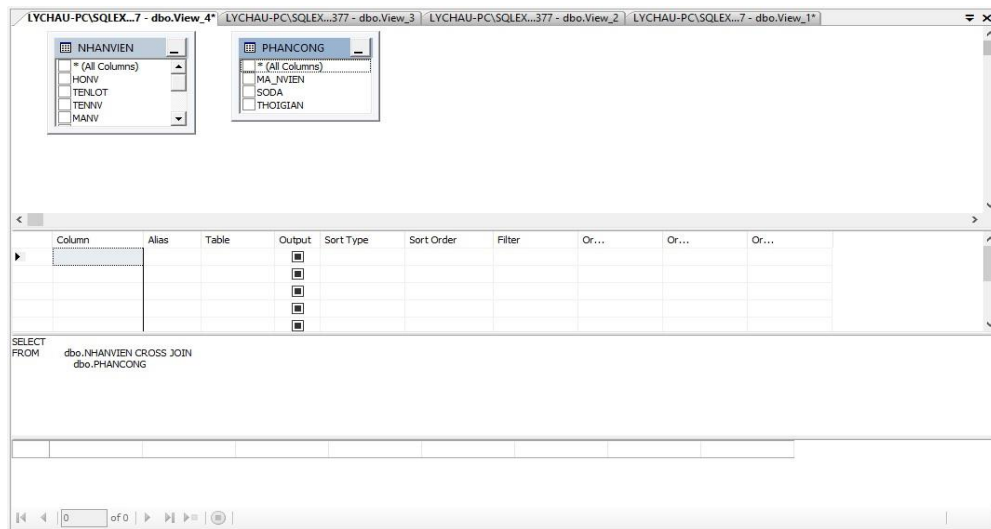 LYCHAU-PC\SQLEX...7 - dbo.View_4* LYCHAU-PC\SQLEX...377 - dbo.View_3 LYCHAU-PC\SQLEX...377 - dbo.View_2 LYCHAU-PC\SQLEX...7 - dbo.View_1*
NHANVIEN
* (All Columns)
HONV
TENLOT
TENNV
MANV
PHANCONG
* (All Columns)
MA_NVIEN
SODA
THOIGIAN
Column Alias Table Output Sort Type Sort Order Filter Or... Or... Or...
SELECT
FROM dbo.NHANVIEN CROSS JOIN
dbo.PHANCONG
0 of 0